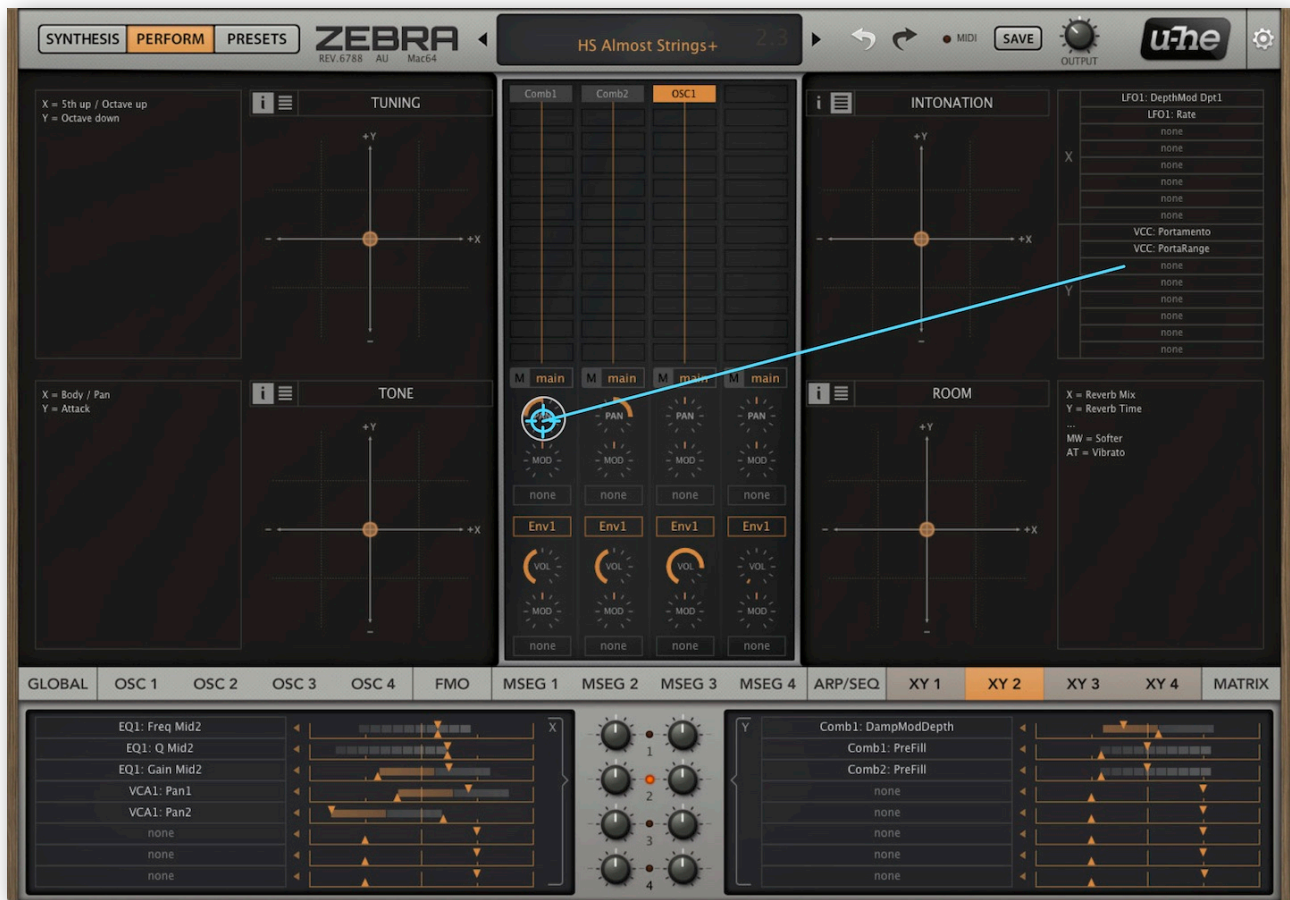 SYNTHESIS PERFORM PRESETS
ZEBRA
REV.6788 AU Mac64
HS Almost Strings+
2.3
MIDI
SAVE
OUTPUT
u-he
X = 5th up / Octave up
Y = Octave down
i TUNING
+Y
- +X
-
Comb1 Comb2 OSC1
i INTONATION
+Y
- +X
-
X
LFO1: DepthMod Dpt1
LFO1: Rate
none
none
none
none
none
none
Y
VCC: Portamento
VCC: PortaRange
none
none
none
none
none
none
X = Body / Pan
Y = Attack
i TONE
+Y
- +X
-
M main M main M main M main
PAN PAN PAN
MOD MOD MOD MOD
none none none none
Env1 Env1 Env1 Env1
VOL VOL VOL VOL
MOD MOD MOD MOD
none none none none
i ROOM
+Y
- +X
-
X = Reverb Mix
Y = Reverb Time
...
MW = Softer
AT = Vibrato
GLOBAL OSC 1 OSC 2 OSC 3 OSC 4 FMO MSEG 1 MSEG 2 MSEG 3 MSEG 4 ARP/SEQ XY 1 XY 2 XY 3 XY 4 MATRIX
EQ1: Freq Mid2
EQ1: Q Mid2
EQ1: Gain Mid2
VCA1: Pan1
VCA1: Pan2
none
none
none
X
1
2
3
4
Y
Comb1: DampModDepth
Comb1: PreFill
Comb2: PreFill
none
none
none
none
none